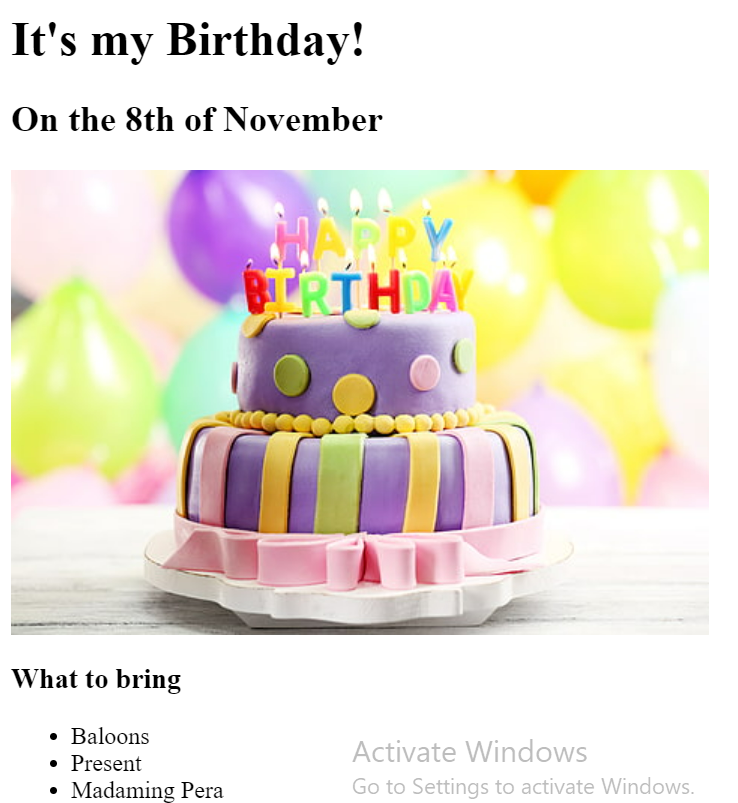 It's my Birthday!
On the 8th of November
HAPPY
BIRTHDAY
What to bring
Baloons
Present
Madaming Pera
Activate Windows
Go to Settings to activate Windows.